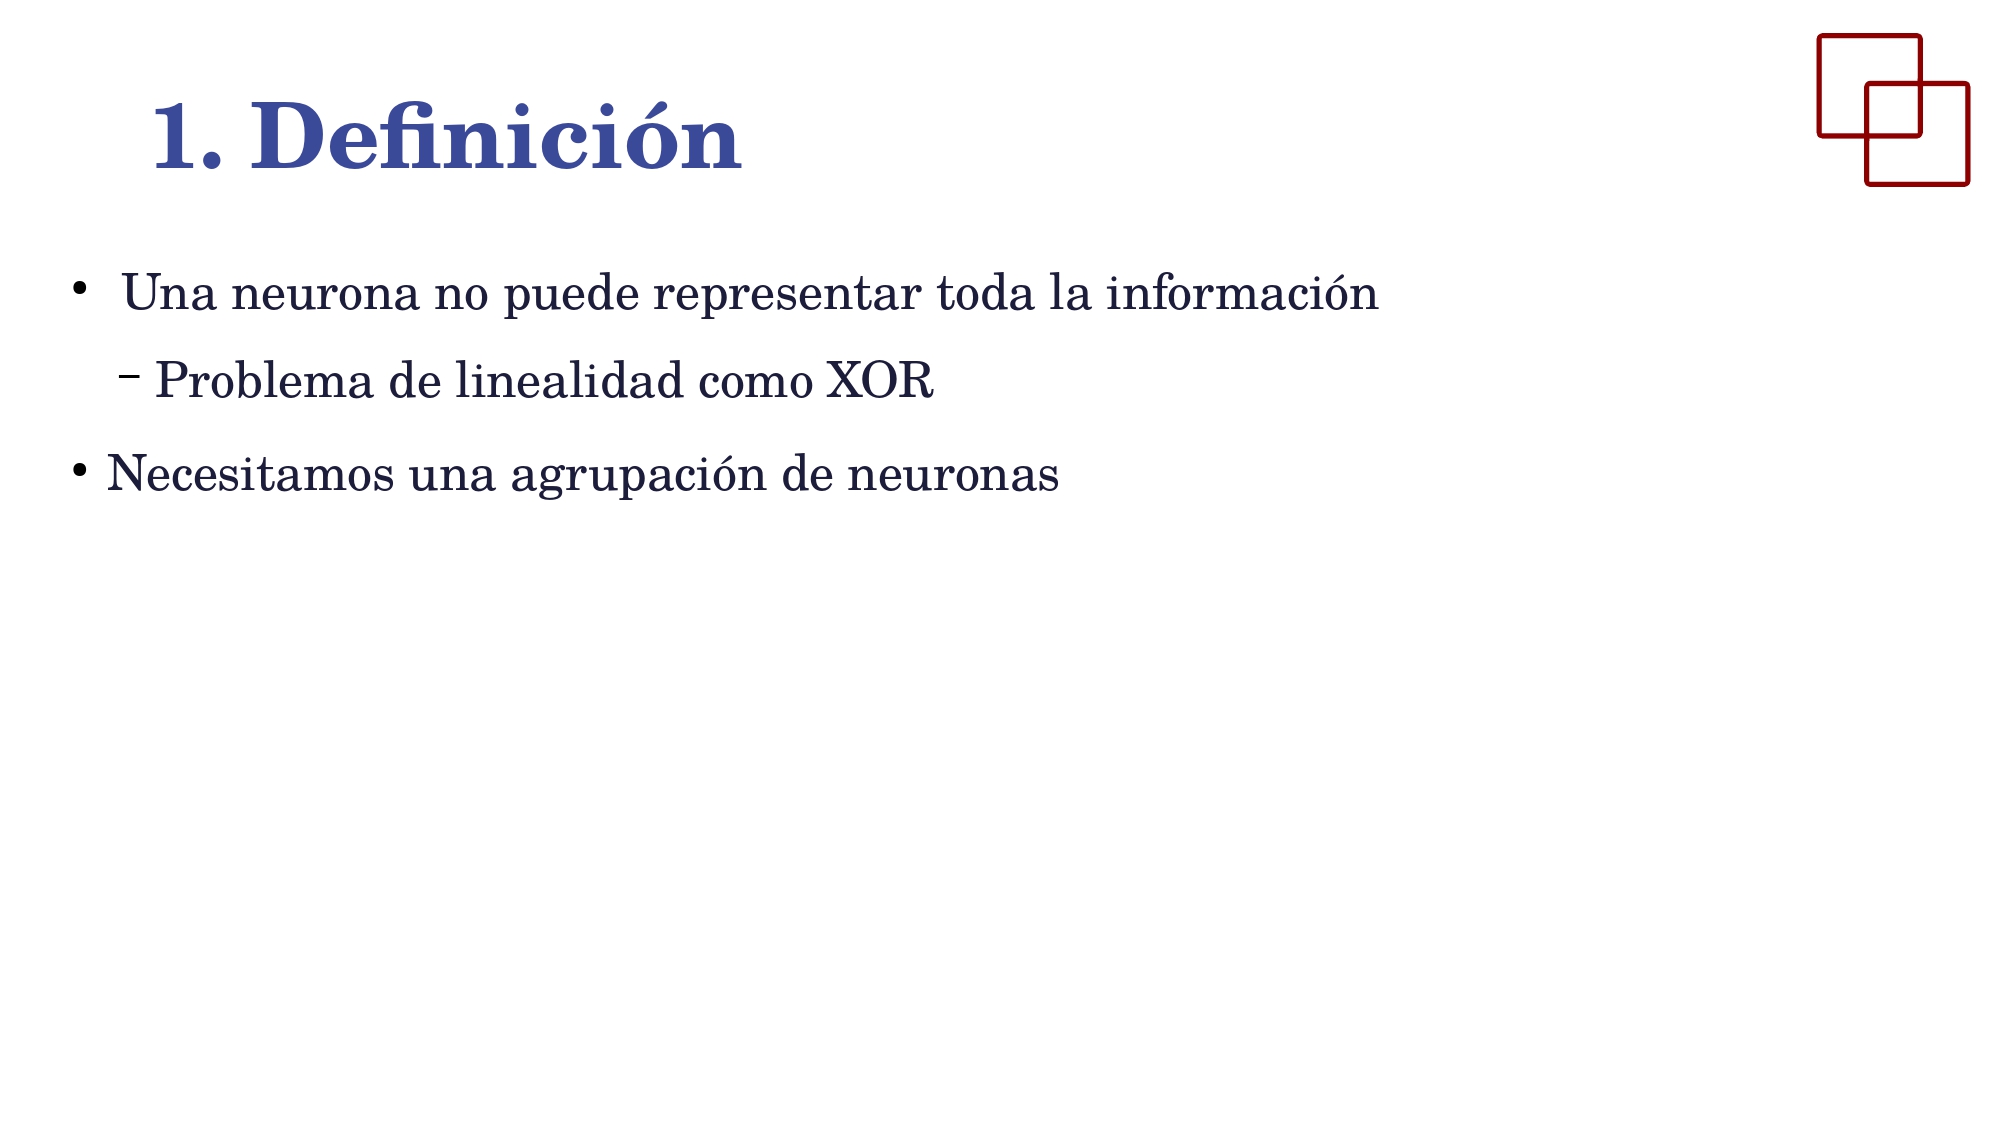 1. Definición
• Una neurona no puede representar toda la información
– Problema de linealidad como XOR
• Necesitamos una agrupación de neuronas